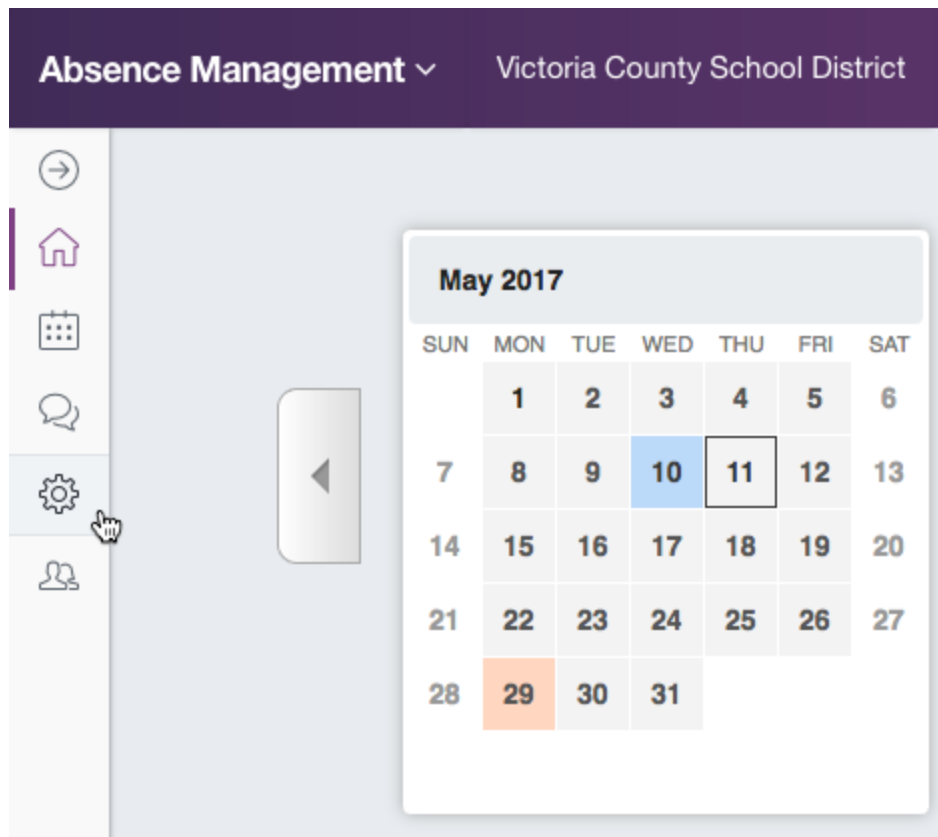 Absence Management Victoria County School District
May 2017
SUN MON TUE WED THU FRI SAT
1 2 3 4 5 6
7 8 9 10 11 12 13
14 15 16 17 18 19 20
21 22 23 24 25 26 27
28 29 30 31